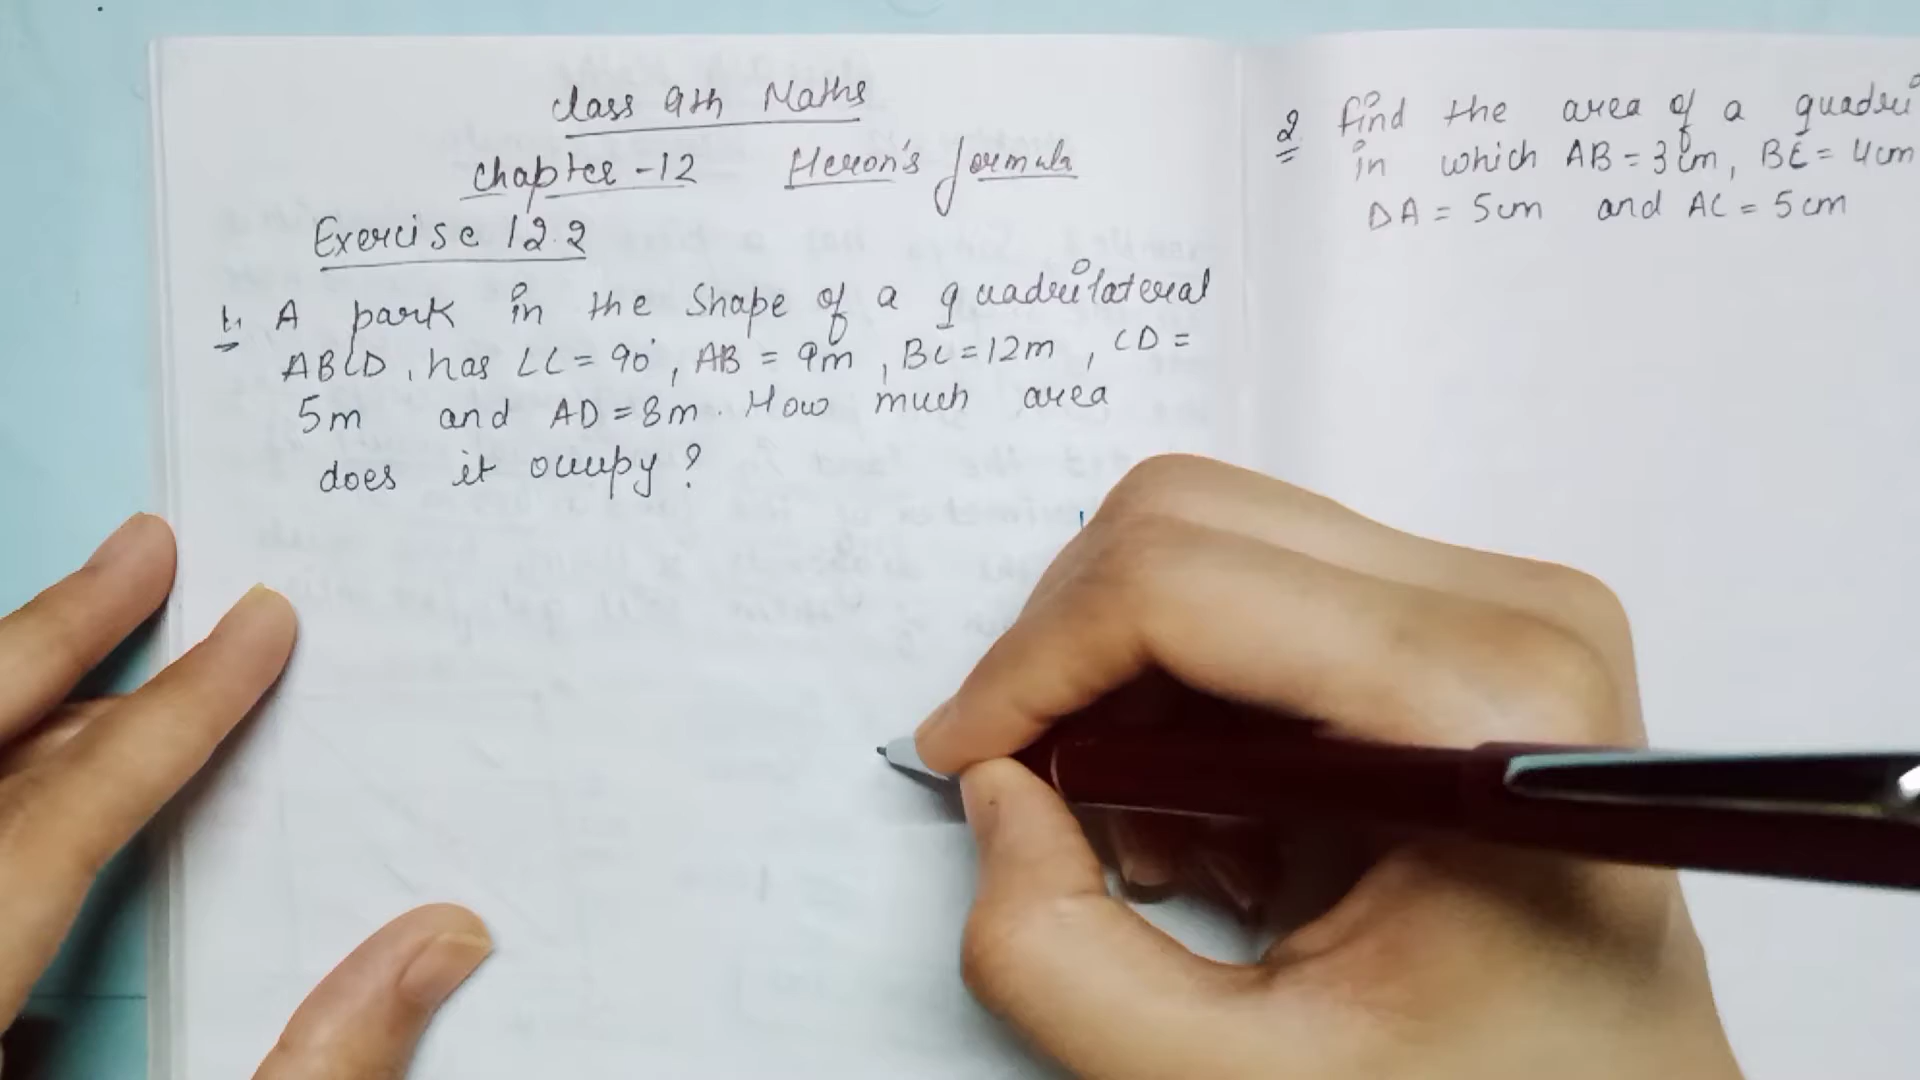 Class 9th Maths
Chapter-12 Heron's formula
Exercise 12.2
1. A park in the shape of a quadrilateral
ABCD, has ∠C = 90°, AB = 9m, BC = 12m, CD =
5m and AD = 8m. How much area
does it occupy?
2 find the area of a quadri
in which AB = 3cm, BC = 4cm
DA = 5cm and AC = 5cm